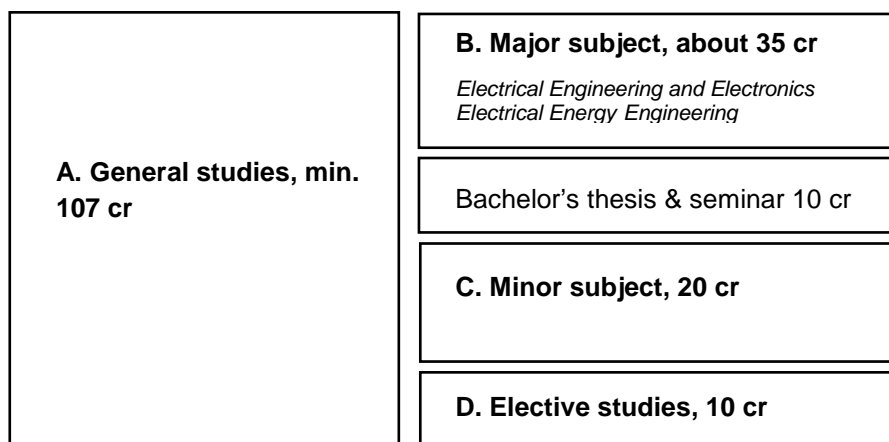 A. General studies, min.
107 cr
B. Major subject, about 35 cr
Electrical Engineering and Electronics
Electrical Energy Engineering
Bachelor's thesis & seminar 10 cr
C. Minor subject, 20 cr
D. Elective studies, 10 cr